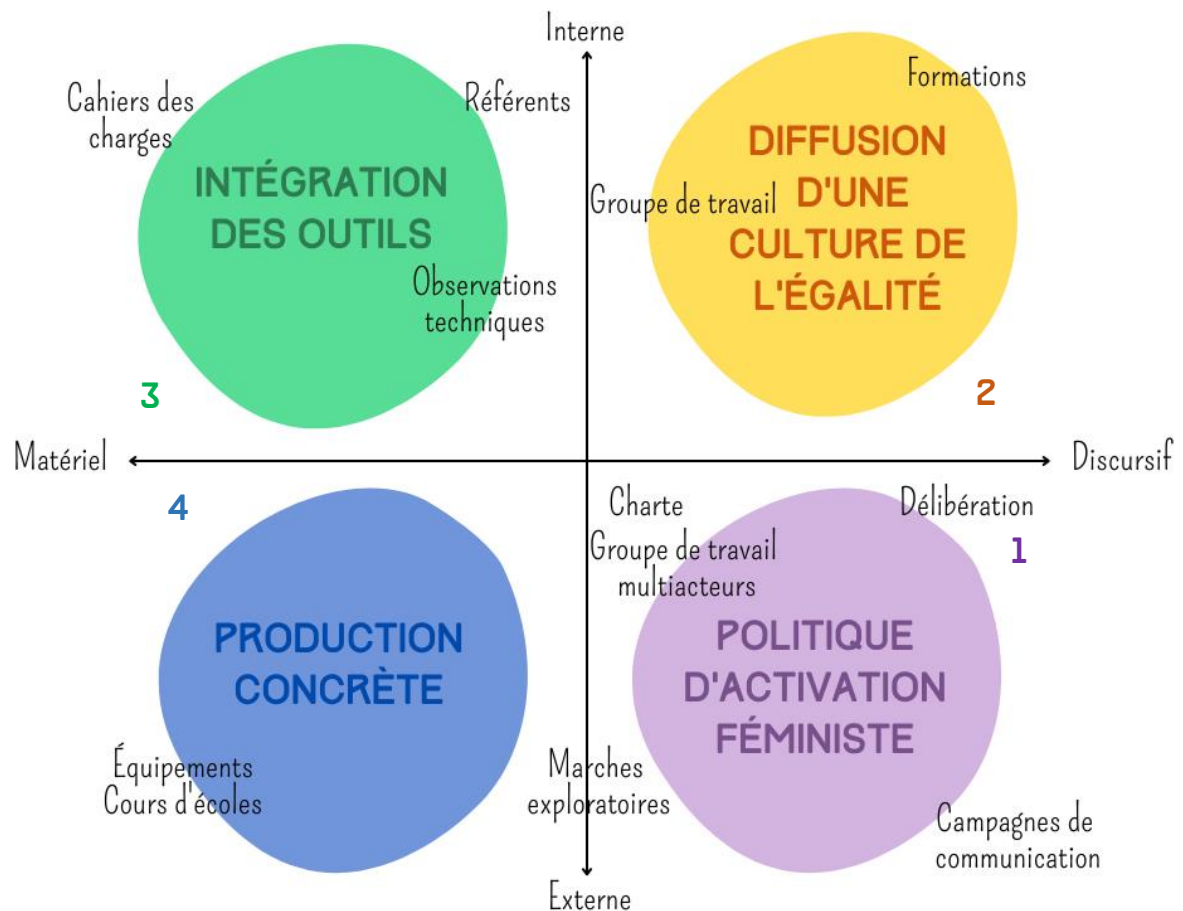 Interne
Cahiers des
charges
Référents
INTÉGRATION
DES OUTILS
Observations
techniques
3
Formations
DIFFUSION
D'UNE
CULTURE DE
L'ÉGALITÉ
Groupe de travail
2
Matériel
Discursif
4
PRODUCTION
CONCRÈTE
Équipements
Cours d'écoles
Charte
Délibération
Groupe de travail
multiacteurs
1
POLITIQUE
D'ACTIVATION
FÉMINISTE
Marches
exploratoires
Campagnes de
communication
Externe